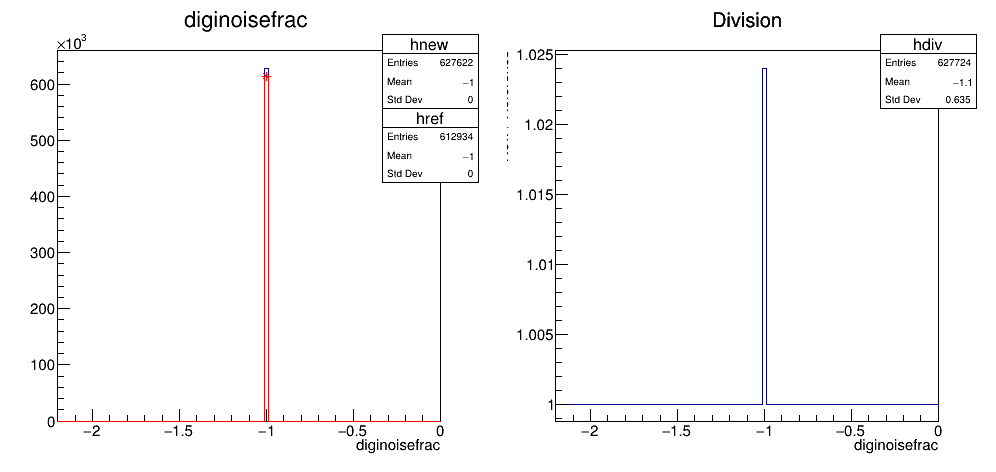 diginoisefrac
×10³
600
500
400
300
200
100
0
−2
−1.5
−1
−0.5
0
diginoisefrac
hnew
Entries 627622
Mean −1
Std Dev 0
href
Entries 612934
Mean −1
Std Dev 0
Division
1.025
1.02
1.015
1.01
1.005
1
−2
−1.5
−1
−0.5
0
diginoisefrac
hdiv
Entries 627724
Mean −1.1
Std Dev 0.635